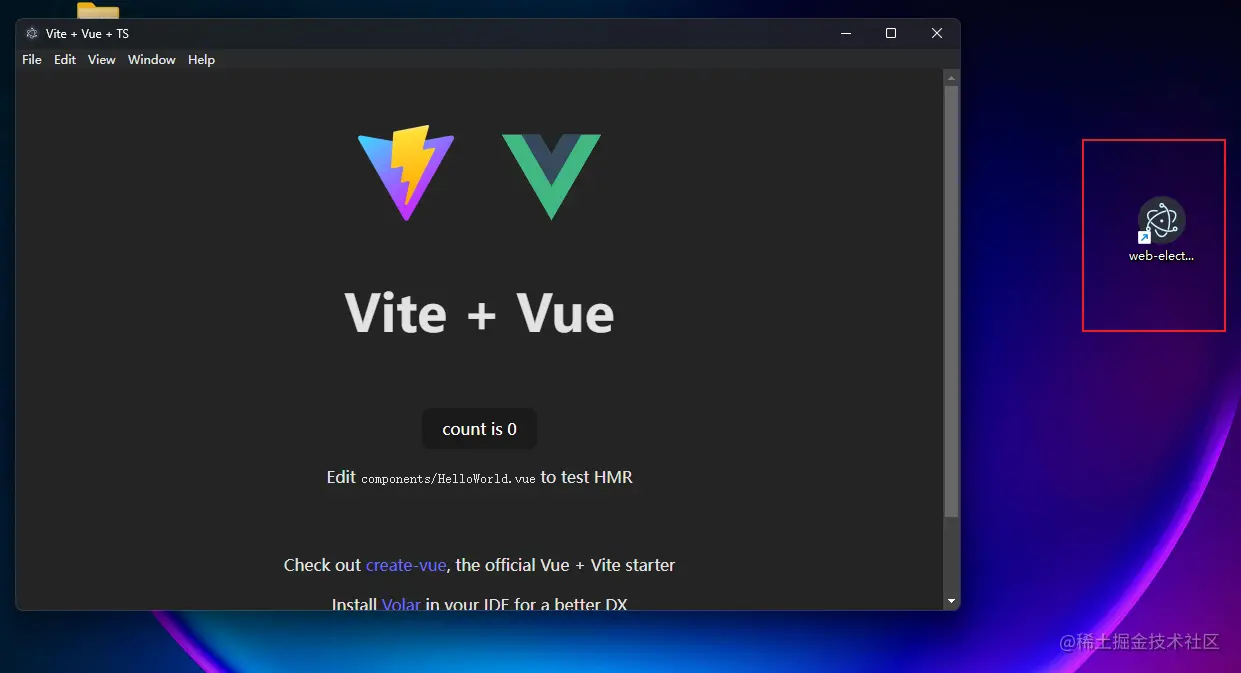 Vite + Vue + TS
File Edit View Window Help
Vite + Vue
count is 0
Edit components/HelloWorld.vue to test HMR
Check out create-vue, the official Vue + Vite starter
Install Volar in your IDE for a better DX
web-elect...
@稀土掘金技术社区